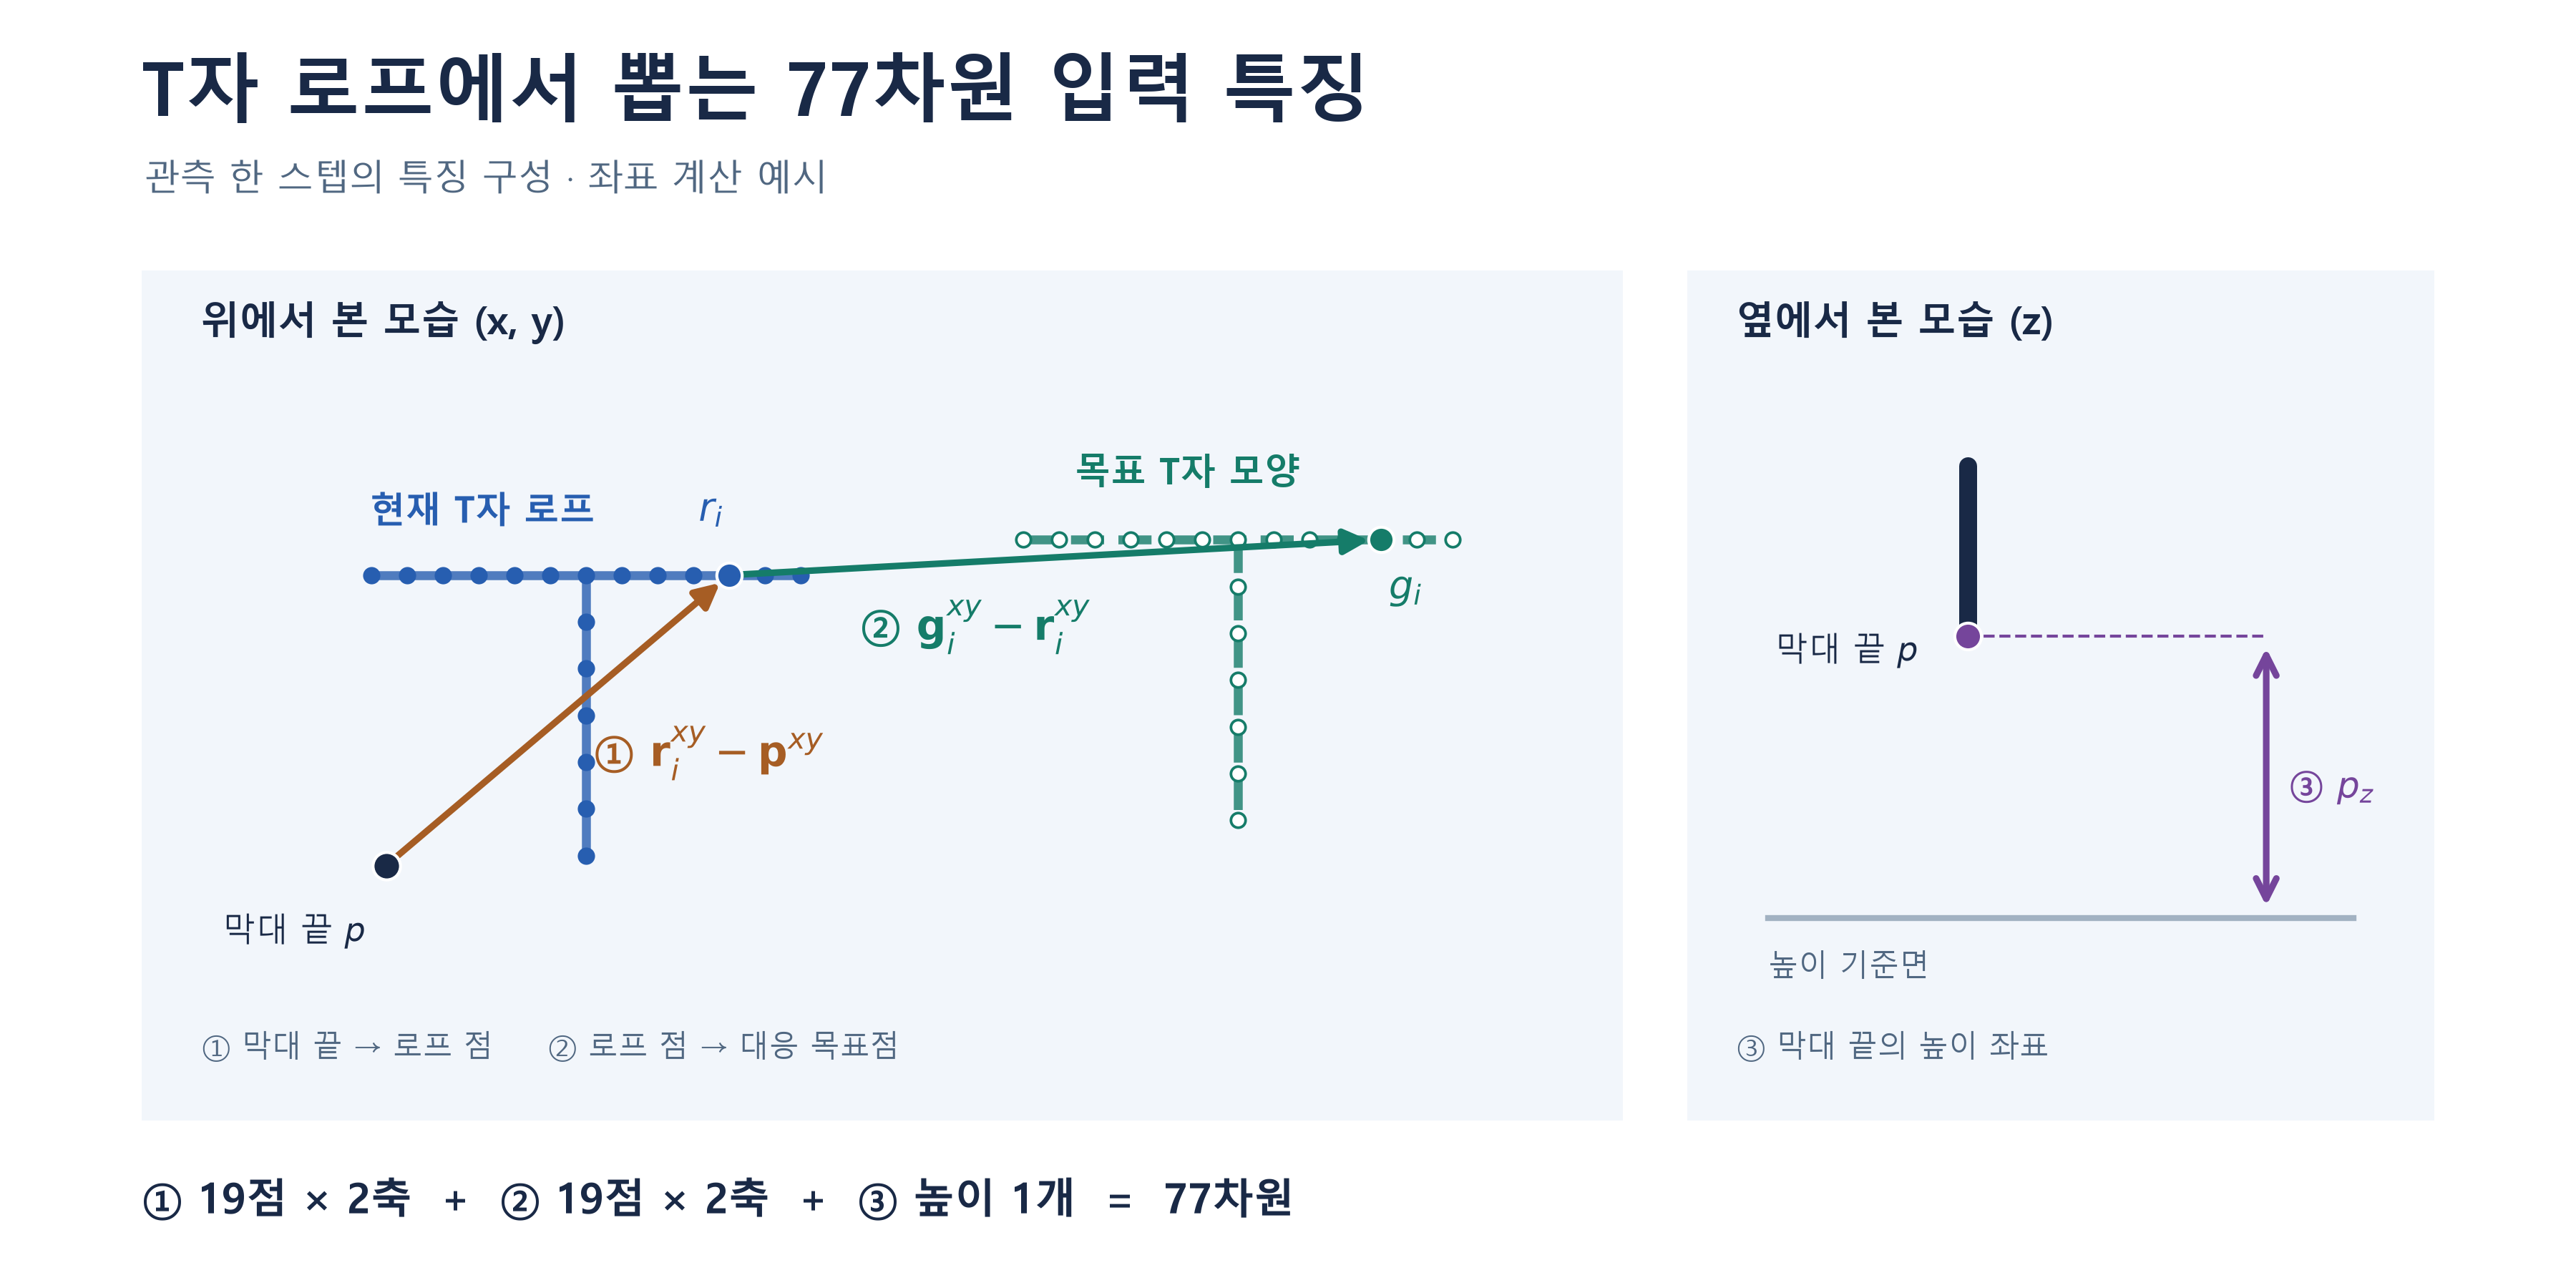 T자 로프에서 뽑는 77차원 입력 특징
관측 한 스텝의 특징 구성 · 좌표 계산 예시
위에서 본 모습 (x, y)
목표 T자 모양
현재 T자 로프
r_i
g_i
② g_i^{xy} − r_i^{xy}
① r_i^{xy} − p^{xy}
막대 끝 p
① 막대 끝 → 로프 점 ② 로프 점 → 대응 목표점
옆에서 본 모습 (z)
막대 끝 p
③ p_z
높이 기준면
③ 막대 끝의 높이 좌표
① 19점 × 2축 + ② 19점 × 2축 + ③ 높이 1개 = 77차원